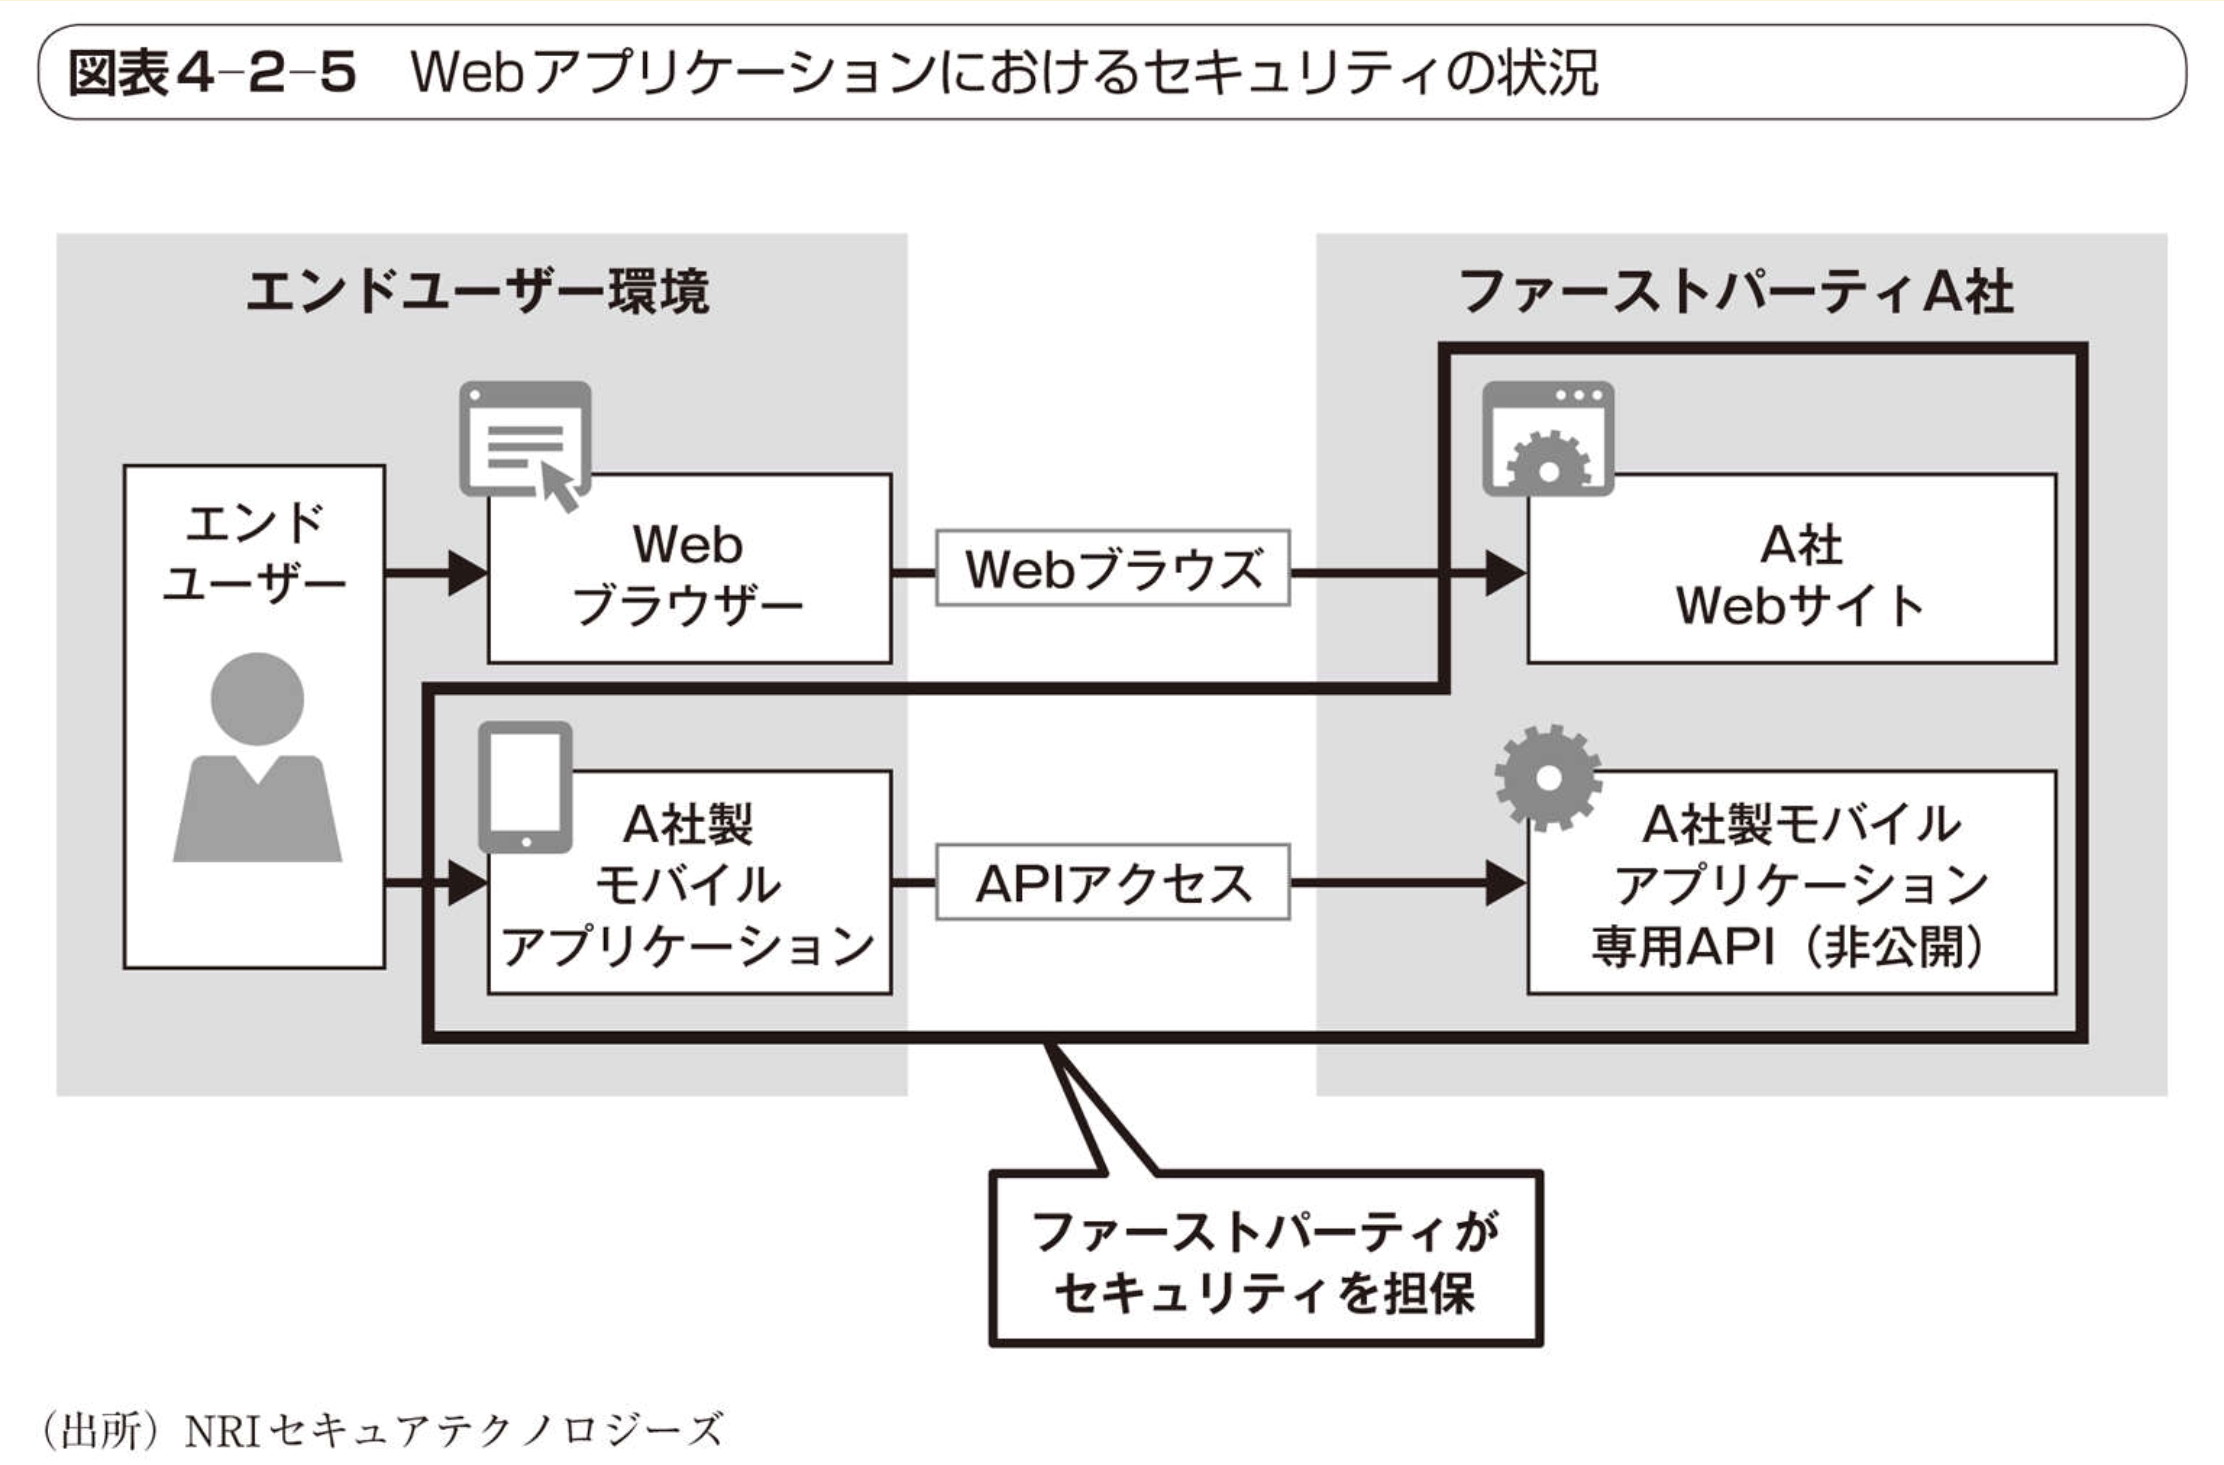 図表4-2-5　Webアプリケーションにおけるセキュリティの状況
エンドユーザー環境
ファーストパーティA社
エンド
ユーザー
Web
ブラウザー
Webブラウズ
A社
Webサイト
A社製
モバイル
アプリケーション
APIアクセス
A社製モバイル
アプリケーション
専用API（非公開）
ファーストパーティが
セキュリティを担保
（出所）NRIセキュアテクノロジーズ